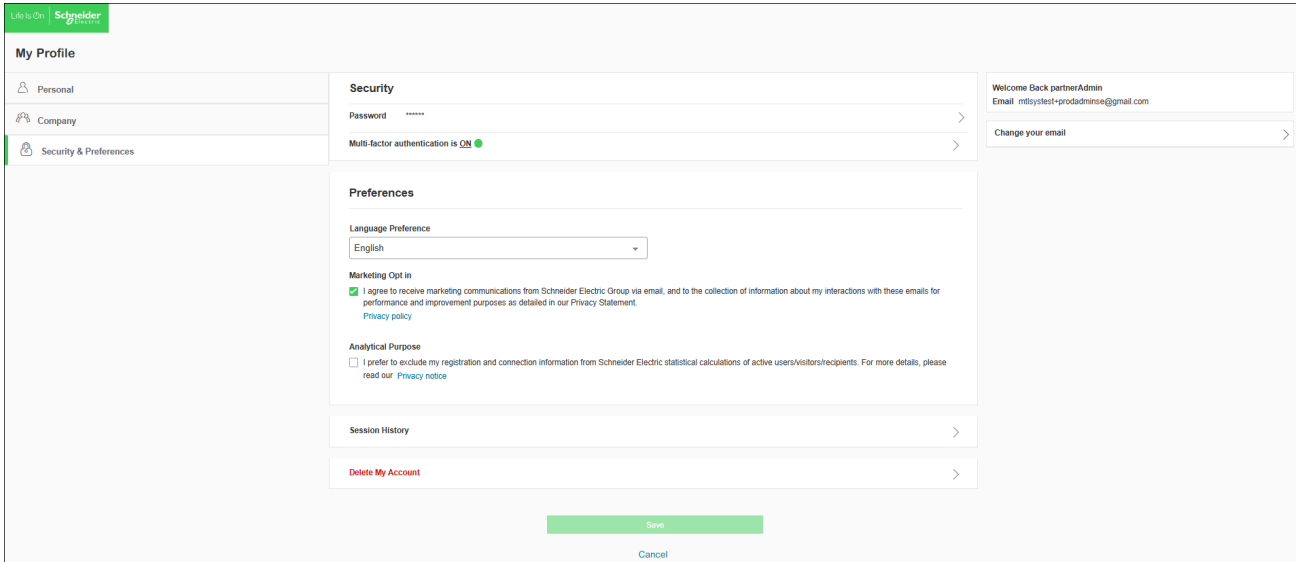 Life Is On Schneider Electric
My Profile
Personal
Company
Security & Preferences
Security
Password ******
Multi-factor authentication is ON
Preferences
Language Preference
English
Marketing Opt in
I agree to receive marketing communications from Schneider Electric Group via email, and to the collection of information about my interactions with these emails for
performance and improvement purposes as detailed in our Privacy Statement.
Privacy policy
Analytical Purpose
I prefer to exclude my registration and connection information from Schneider Electric statistical calculations of active users/visitors/recipients. For more details, please
read our Privacy notice
Session History
Delete My Account
Save
Cancel
Welcome Back partnerAdmin
Email mtlsystest+prodadminse@gmail.com
Change your email